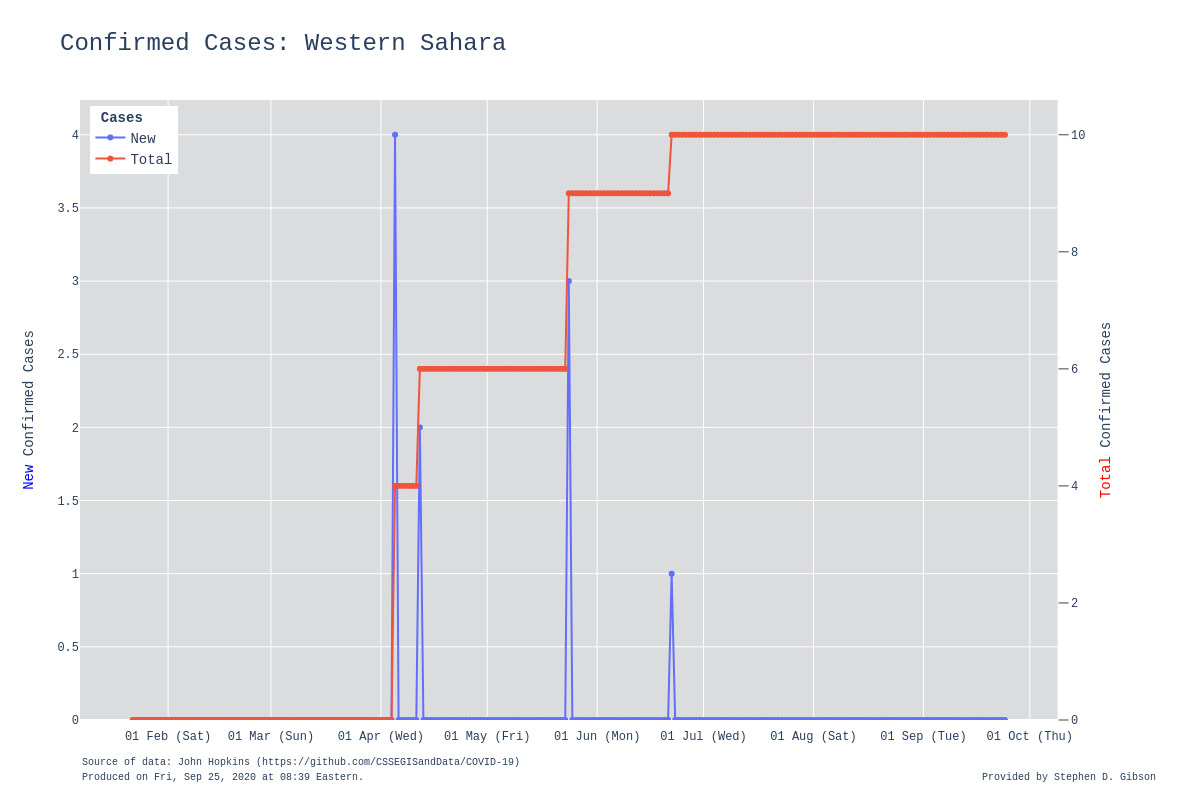 Confirmed Cases: Western Sahara
Cases
New
Total
4
3.5
3
2.5
2
1.5
1
0.5
0
10
8
6
4
2
0
New Confirmed Cases
Total Confirmed Cases
01 Feb (Sat) 01 Mar (Sun) 01 Apr (Wed) 01 May (Fri) 01 Jun (Mon) 01 Jul (Wed) 01 Aug (Sat) 01 Sep (Tue) 01 Oct (Thu)
Source of data: John Hopkins (https://github.com/CSSEGISandData/COVID-19)
Produced on Fri, Sep 25, 2020 at 08:39 Eastern.
Provided by Stephen D. Gibson